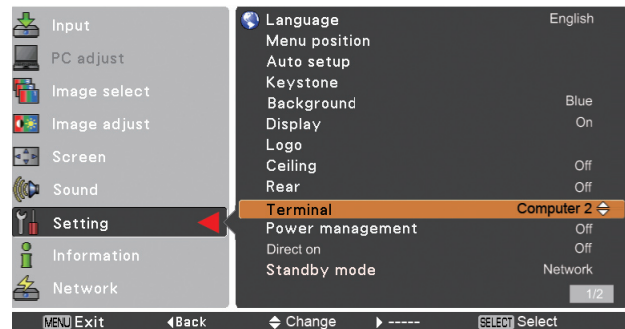 Input
PC adjust
Image select
Image adjust
Screen
Sound
Setting
Information
Network
Language English
Menu position
Auto setup
Keystone
Background Blue
Display On
Logo
Ceiling Off
Rear Off
Terminal Computer 2
Power management Off
Direct on Off
Standby mode Network
1/2
MENU Exit Back Change ----- SELECT Select